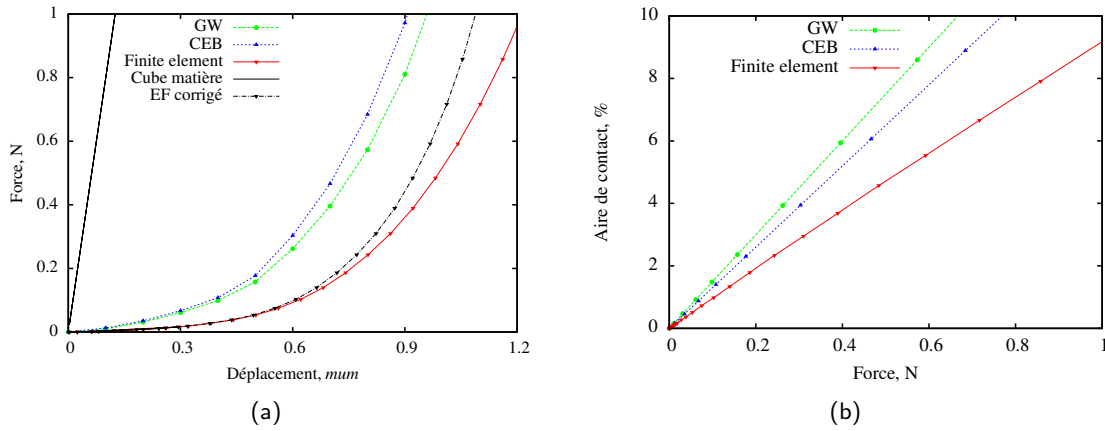 GW
CEB
Finite element
Cube matière
EF corrigé
1
0.8
0.6
0.4
0.2
0
Force, N
0
0.3
0.6
0.9
1.2
Déplacement, mum
(a)
GW
CEB
Finite element
10
8
6
4
2
0
Aire de contact, %
0
0.2
0.4
0.6
0.8
1
Force, N
(b)